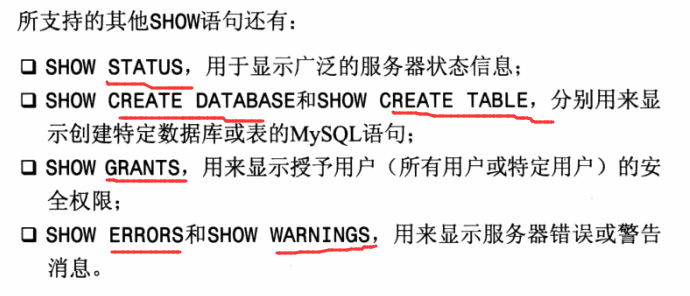 所支持的其他SHOW语句还有：
❑ SHOW STATUS，用于显示广泛的服务器状态信息；
❑ SHOW CREATE DATABASE和SHOW CREATE TABLE，分别用来显
示创建特定数据库或表的MySQL语句；
❑ SHOW GRANTS，用来显示授予用户（所有用户或特定用户）的安
全权限；
❑ SHOW ERRORS和SHOW WARNINGS，用来显示服务器错误或警告
消息。